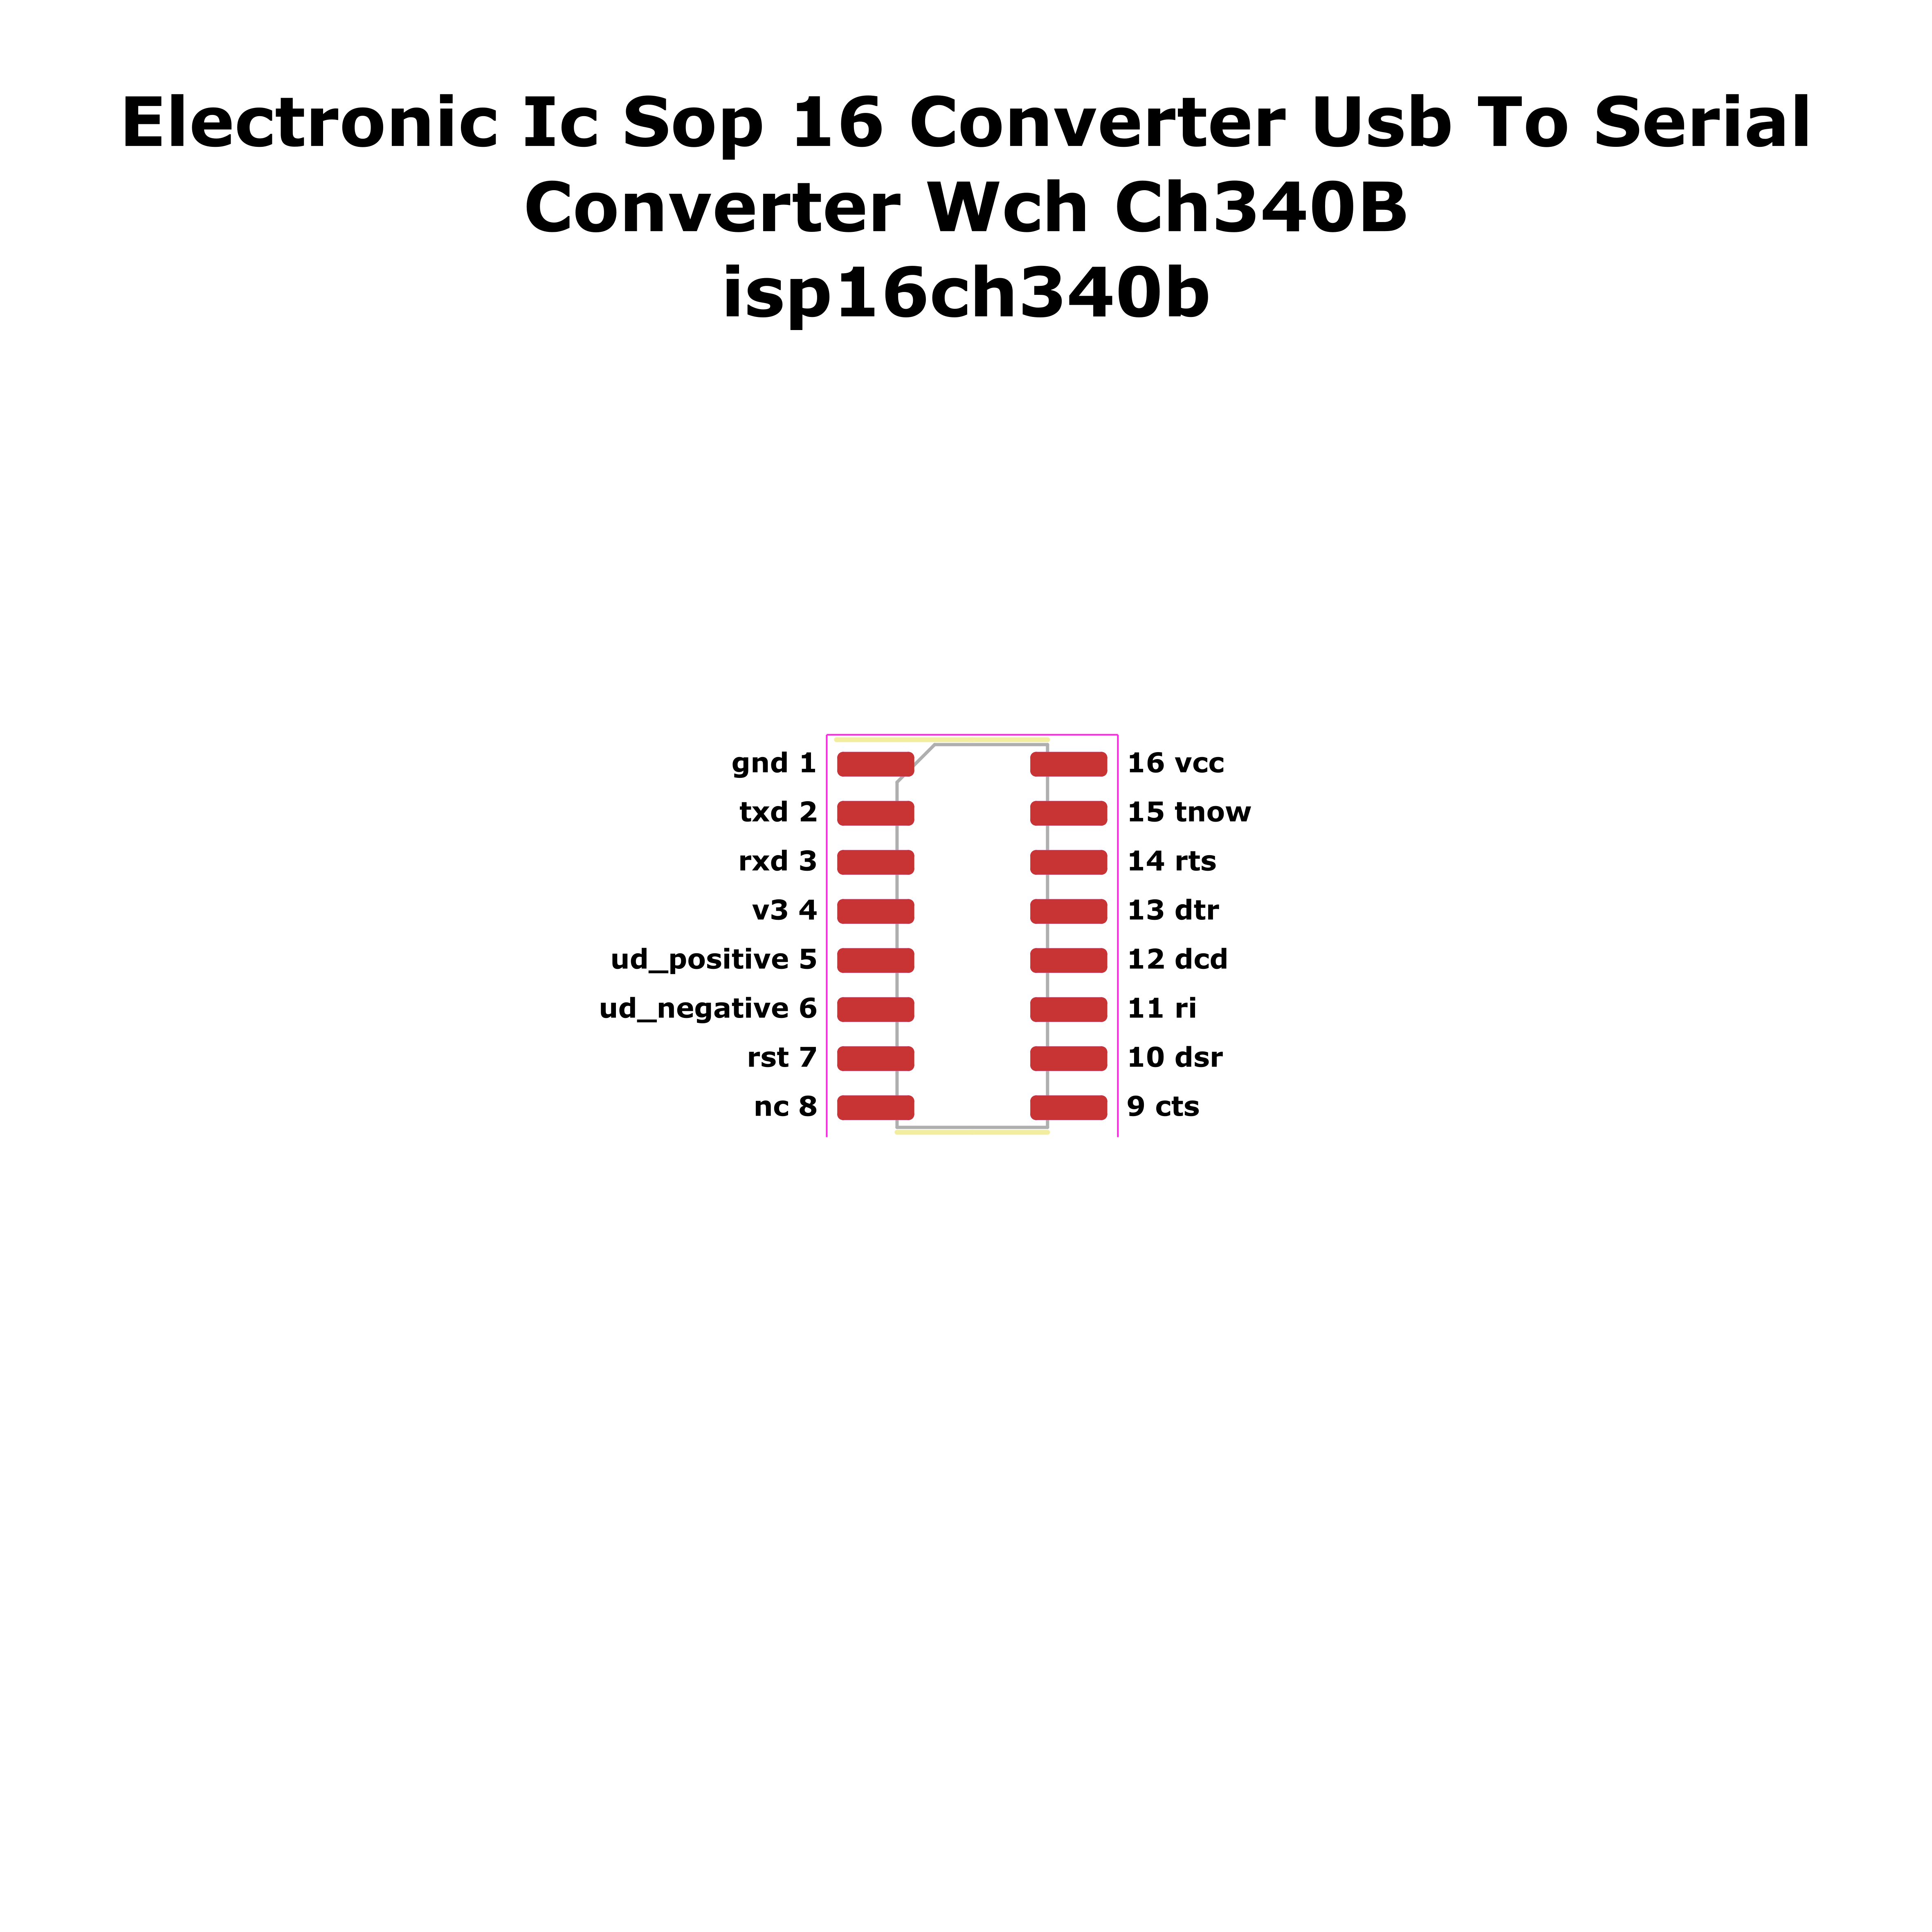 Electronic Ic Sop 16 Converter Usb To Serial
Converter Wch Ch340B
isp16ch340b
gnd 1
txd 2
rxd 3
v3 4
ud_positive 5
ud_negative 6
rst 7
nc 8
16 vcc
15 tnow
14 rts
13 dtr
12 dcd
11 ri
10 dsr
9 cts